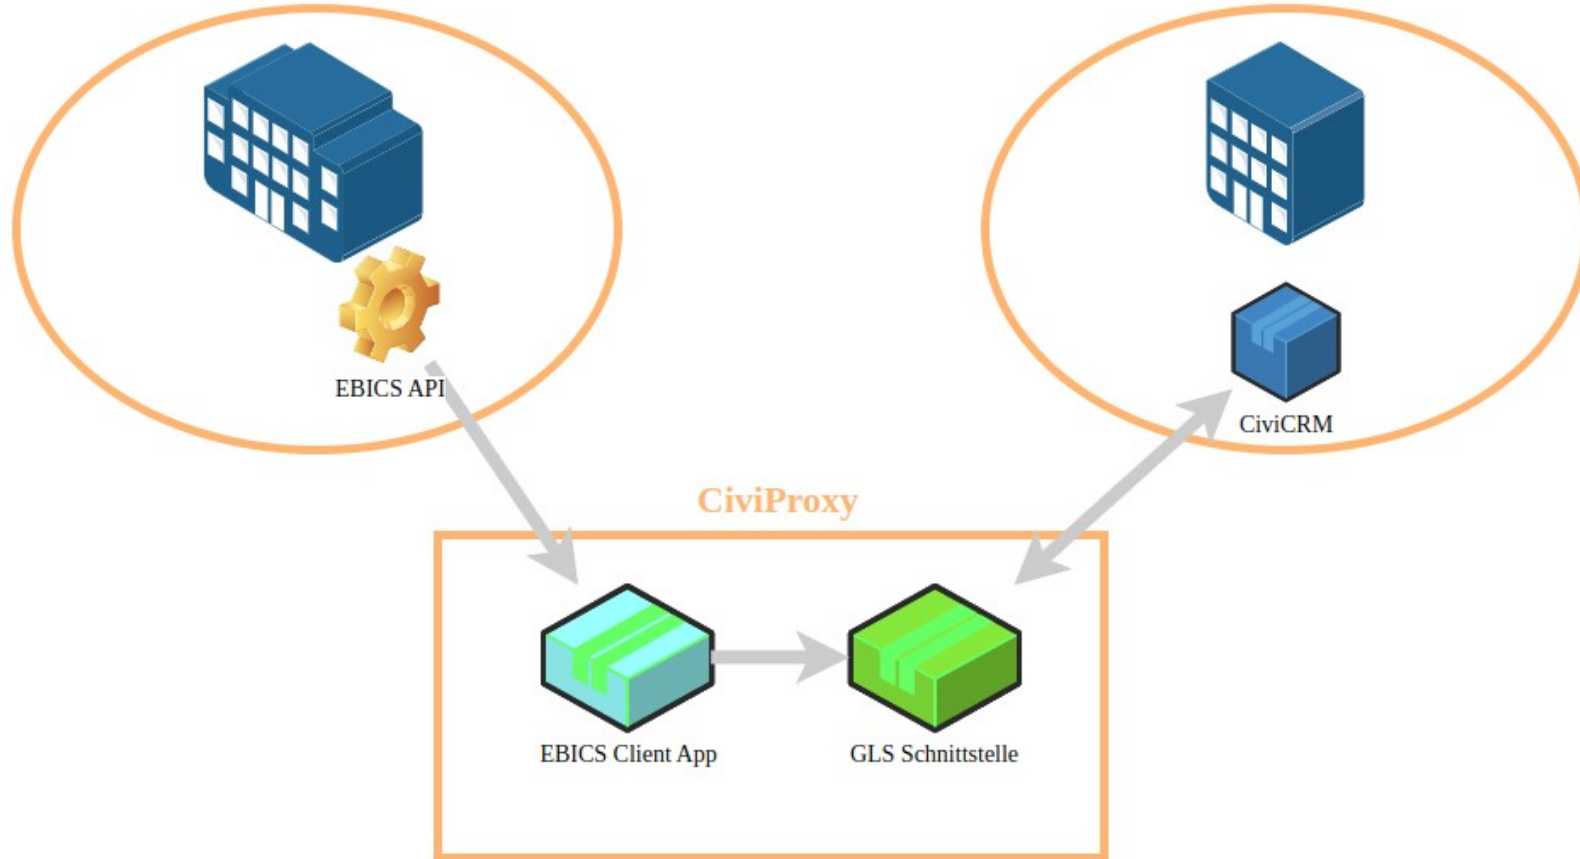 EBICS API
CiviCRM
CiviProxy
EBICS Client App
GLS Schnittstelle